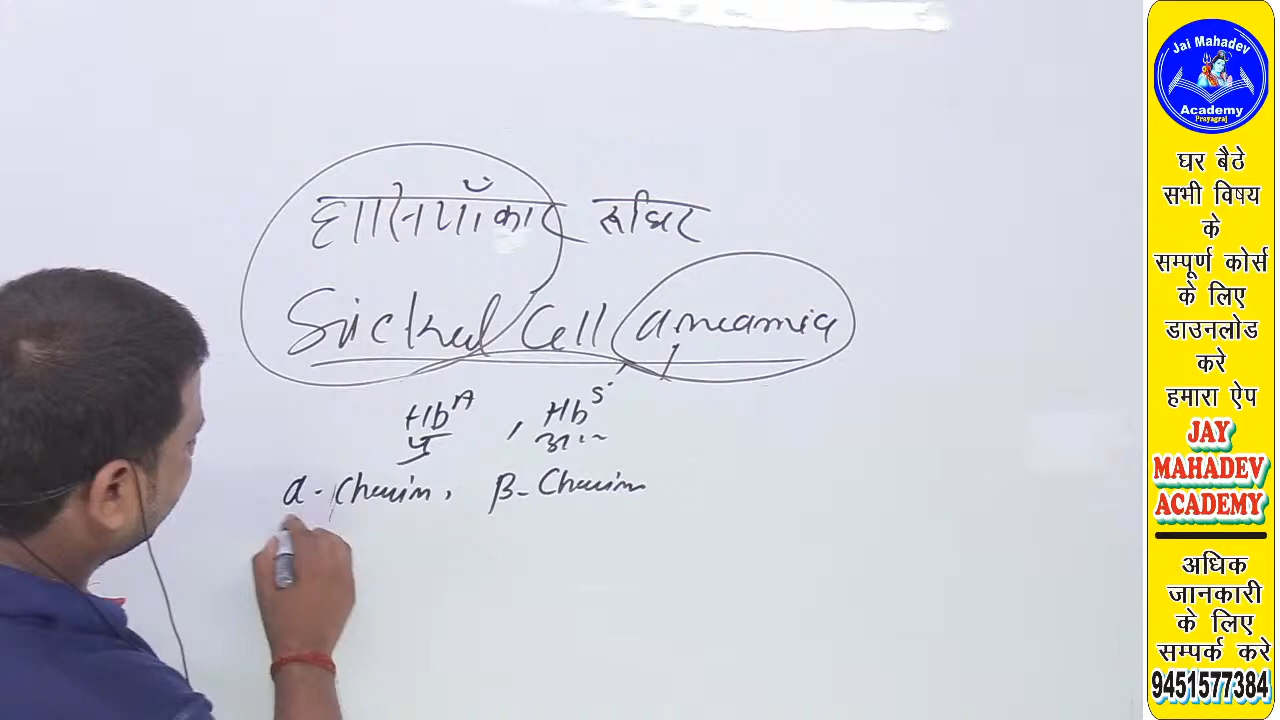 रूधिर
Sickel Cell aneamia
Hb^A , Hb^S
प्र
α - Chain, β - Chain
Jai Mahadev
Academy
Prayagraj
घर बैठे
सभी विषय
के
सम्पूर्ण कोर्स
के लिए
डाउनलोड
करे
हमारा ऐप
JAY
MAHADEV
ACADEMY
अधिक
जानकारी
के लिए
सम्पर्क करे
9451577384